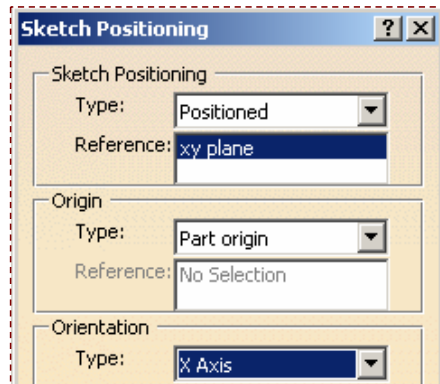 Sketch Positioning
Sketch Positioning
Type: Positioned
Reference: xy plane
Origin
Type: Part origin
Reference: No Selection
Orientation
Type: X Axis